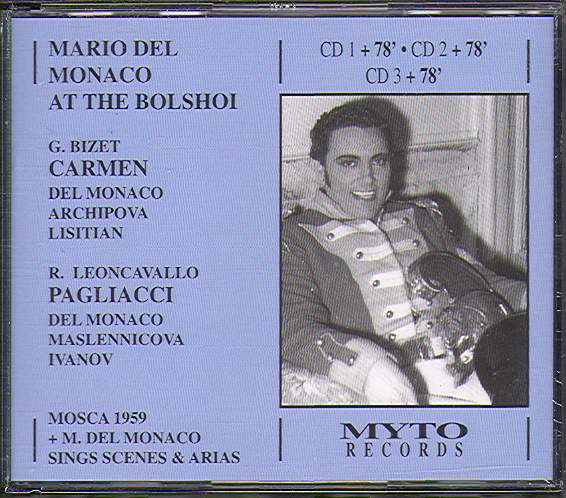 MARIO DEL
MONACO
AT THE BOLSHOI
G. BIZET
CARMEN
DEL MONACO
ARCHIPOVA
LISITIAN
R. LEONCAVALLO
PAGLIACCI
DEL MONACO
MASLENNICOVA
IVANOV
MOSCA 1959
+ M. DEL MONACO
SINGS SCENES & ARIAS
CD 1 + 78’ • CD 2 + 78’
CD 3 + 78’
MYTO
RECORDS